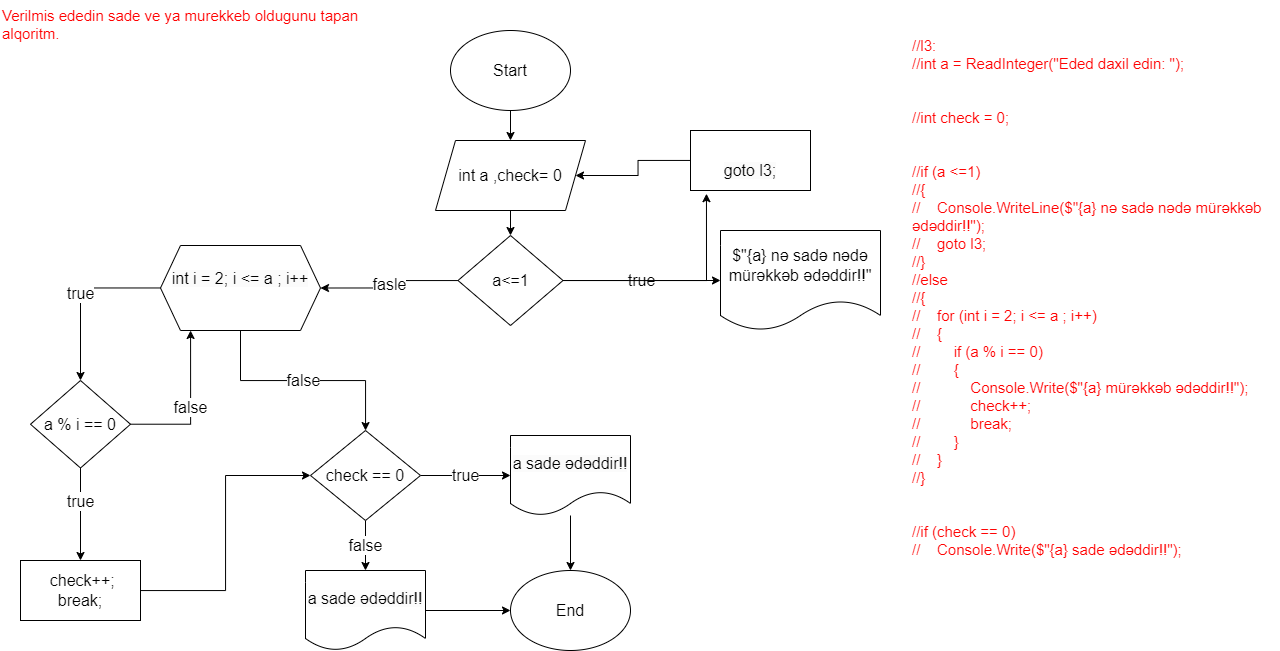 Verilmis ededin sade ve ya murekkeb oldugunu tapan
alqoritm.
Start
int a ,check= 0
goto l3;
a<=1
true
$"{a} nə sadə nədə
mürəkkəb ədəddir!!"
fasle
int i = 2; i <= a ; i++
true
false
a % i == 0
false
true
check++;
break;
check == 0
true
a sade ədəddir!!
false
a sade ədəddir!!
End
//l3:
//int a = ReadInteger("Eded daxil edin: ");
//int check = 0;
//if (a <=1)
//{
//    Console.WriteLine($"{a} nə sadə nədə mürəkkəb
ədəddir!!");
//    goto l3;
//}
//else
//{
//    for (int i = 2; i <= a ; i++)
//    {
//        if (a % i == 0)
//        {
//            Console.Write($"{a} mürəkkəb ədəddir!!");
//            check++;
//            break;
//        }
//    }
//}
//if (check == 0)
//    Console.Write($"{a} sade ədəddir!!");